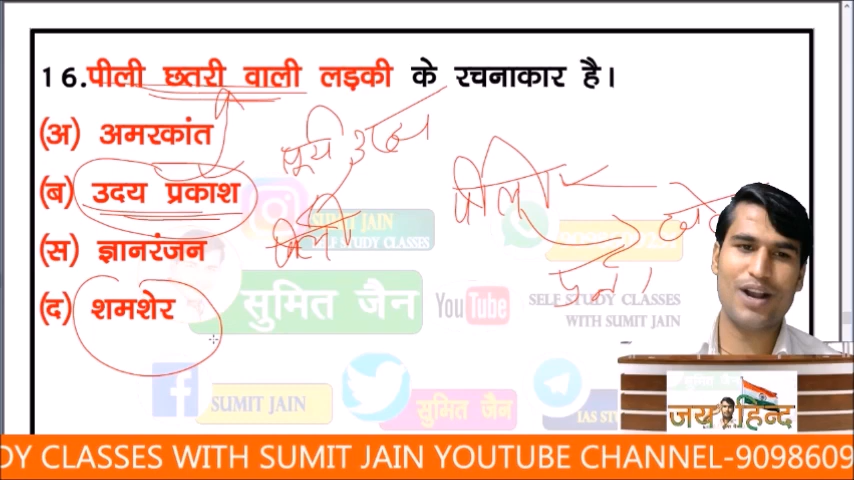 16.पीली छतरी वाली लड़की के रचनाकार है।
(अ) अमरकांत
सूर्य उदय
(ब) उदय प्रकाश
पीली
पीली
SUMIT JAIN
SELF STUDY CLASSES
(स) ज्ञानरंजन
(द) शमशेर
सुमित जैन
YouTube
SELF STUDY CLASSES
WITH SUMIT JAIN
SUMIT JAIN
सुमित जैन
IAS
जय हिन्द
DY CLASSES WITH SUMIT JAIN YOUTUBE CHANNEL-9098609